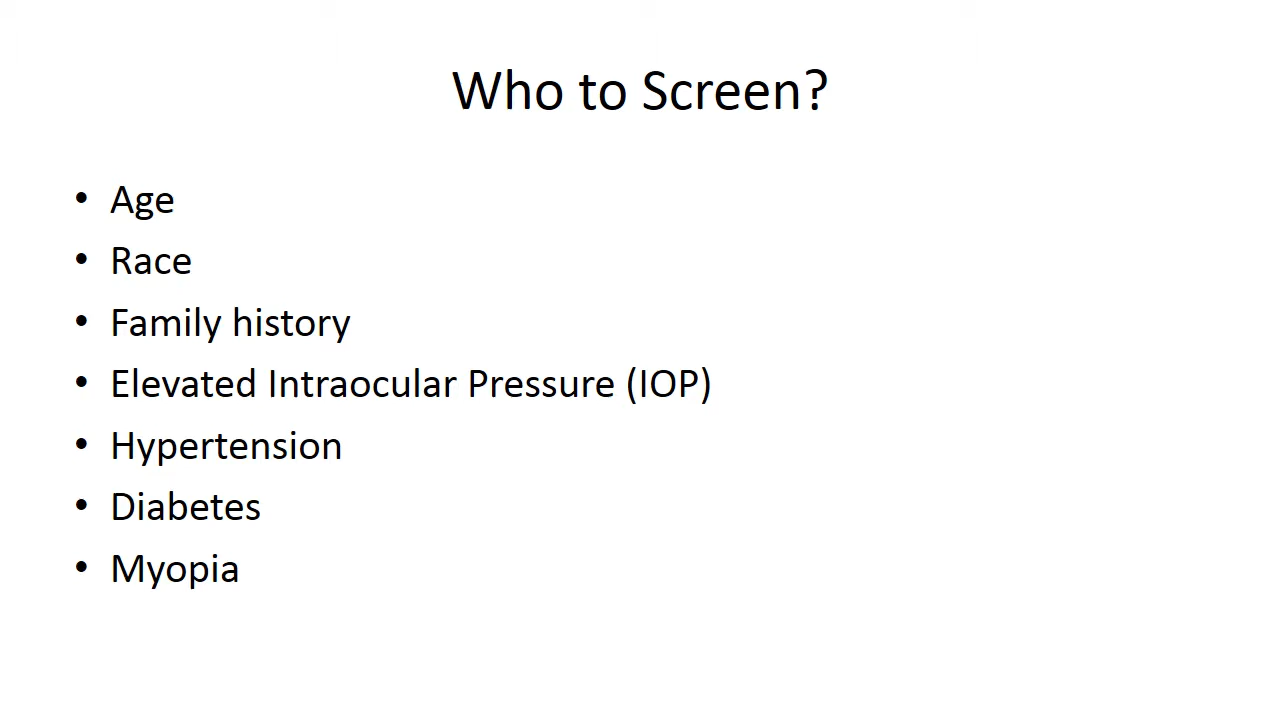 Who to Screen?
• Age
• Race
• Family history
• Elevated Intraocular Pressure (IOP)
• Hypertension
• Diabetes
• Myopia